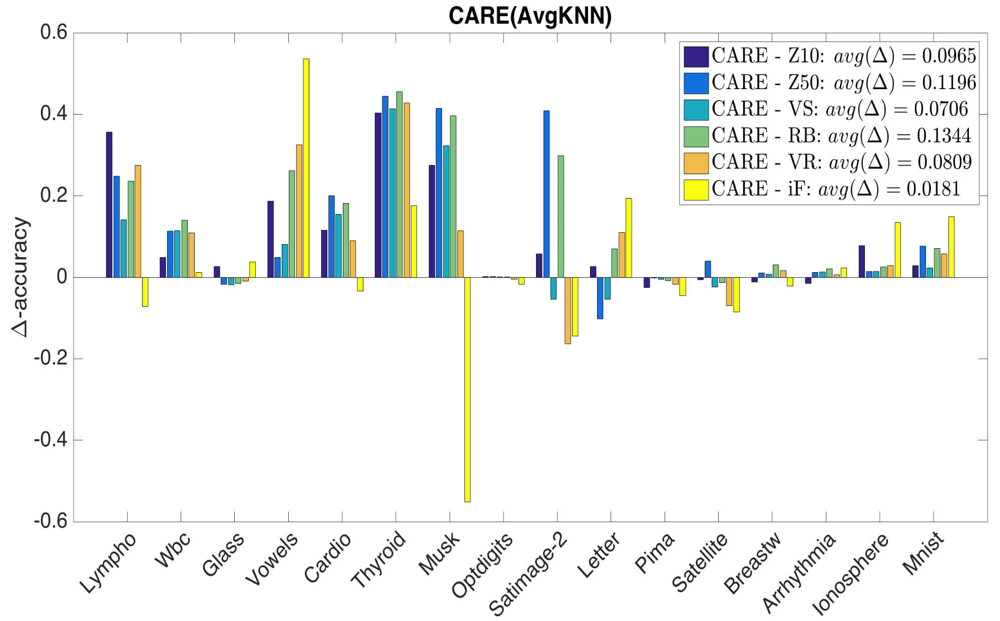 CARE(AvgKNN)
0.6
0.4
0.2
0
-0.2
-0.4
-0.6
Δ-accuracy
CARE - Z10: avg(Δ) = 0.0965
CARE - Z50: avg(Δ) = 0.1196
CARE - VS: avg(Δ) = 0.0706
CARE - RB: avg(Δ) = 0.1344
CARE - VR: avg(Δ) = 0.0809
CARE - iF: avg(Δ) = 0.0181
Lympho
Wbc
Glass
Vowels
Cardio
Thyroid
Musk
Optdigits
Satimage-2
Letter
Pima
Satellite
Breastw
Arrhythmia
Ionosphere
Mnist